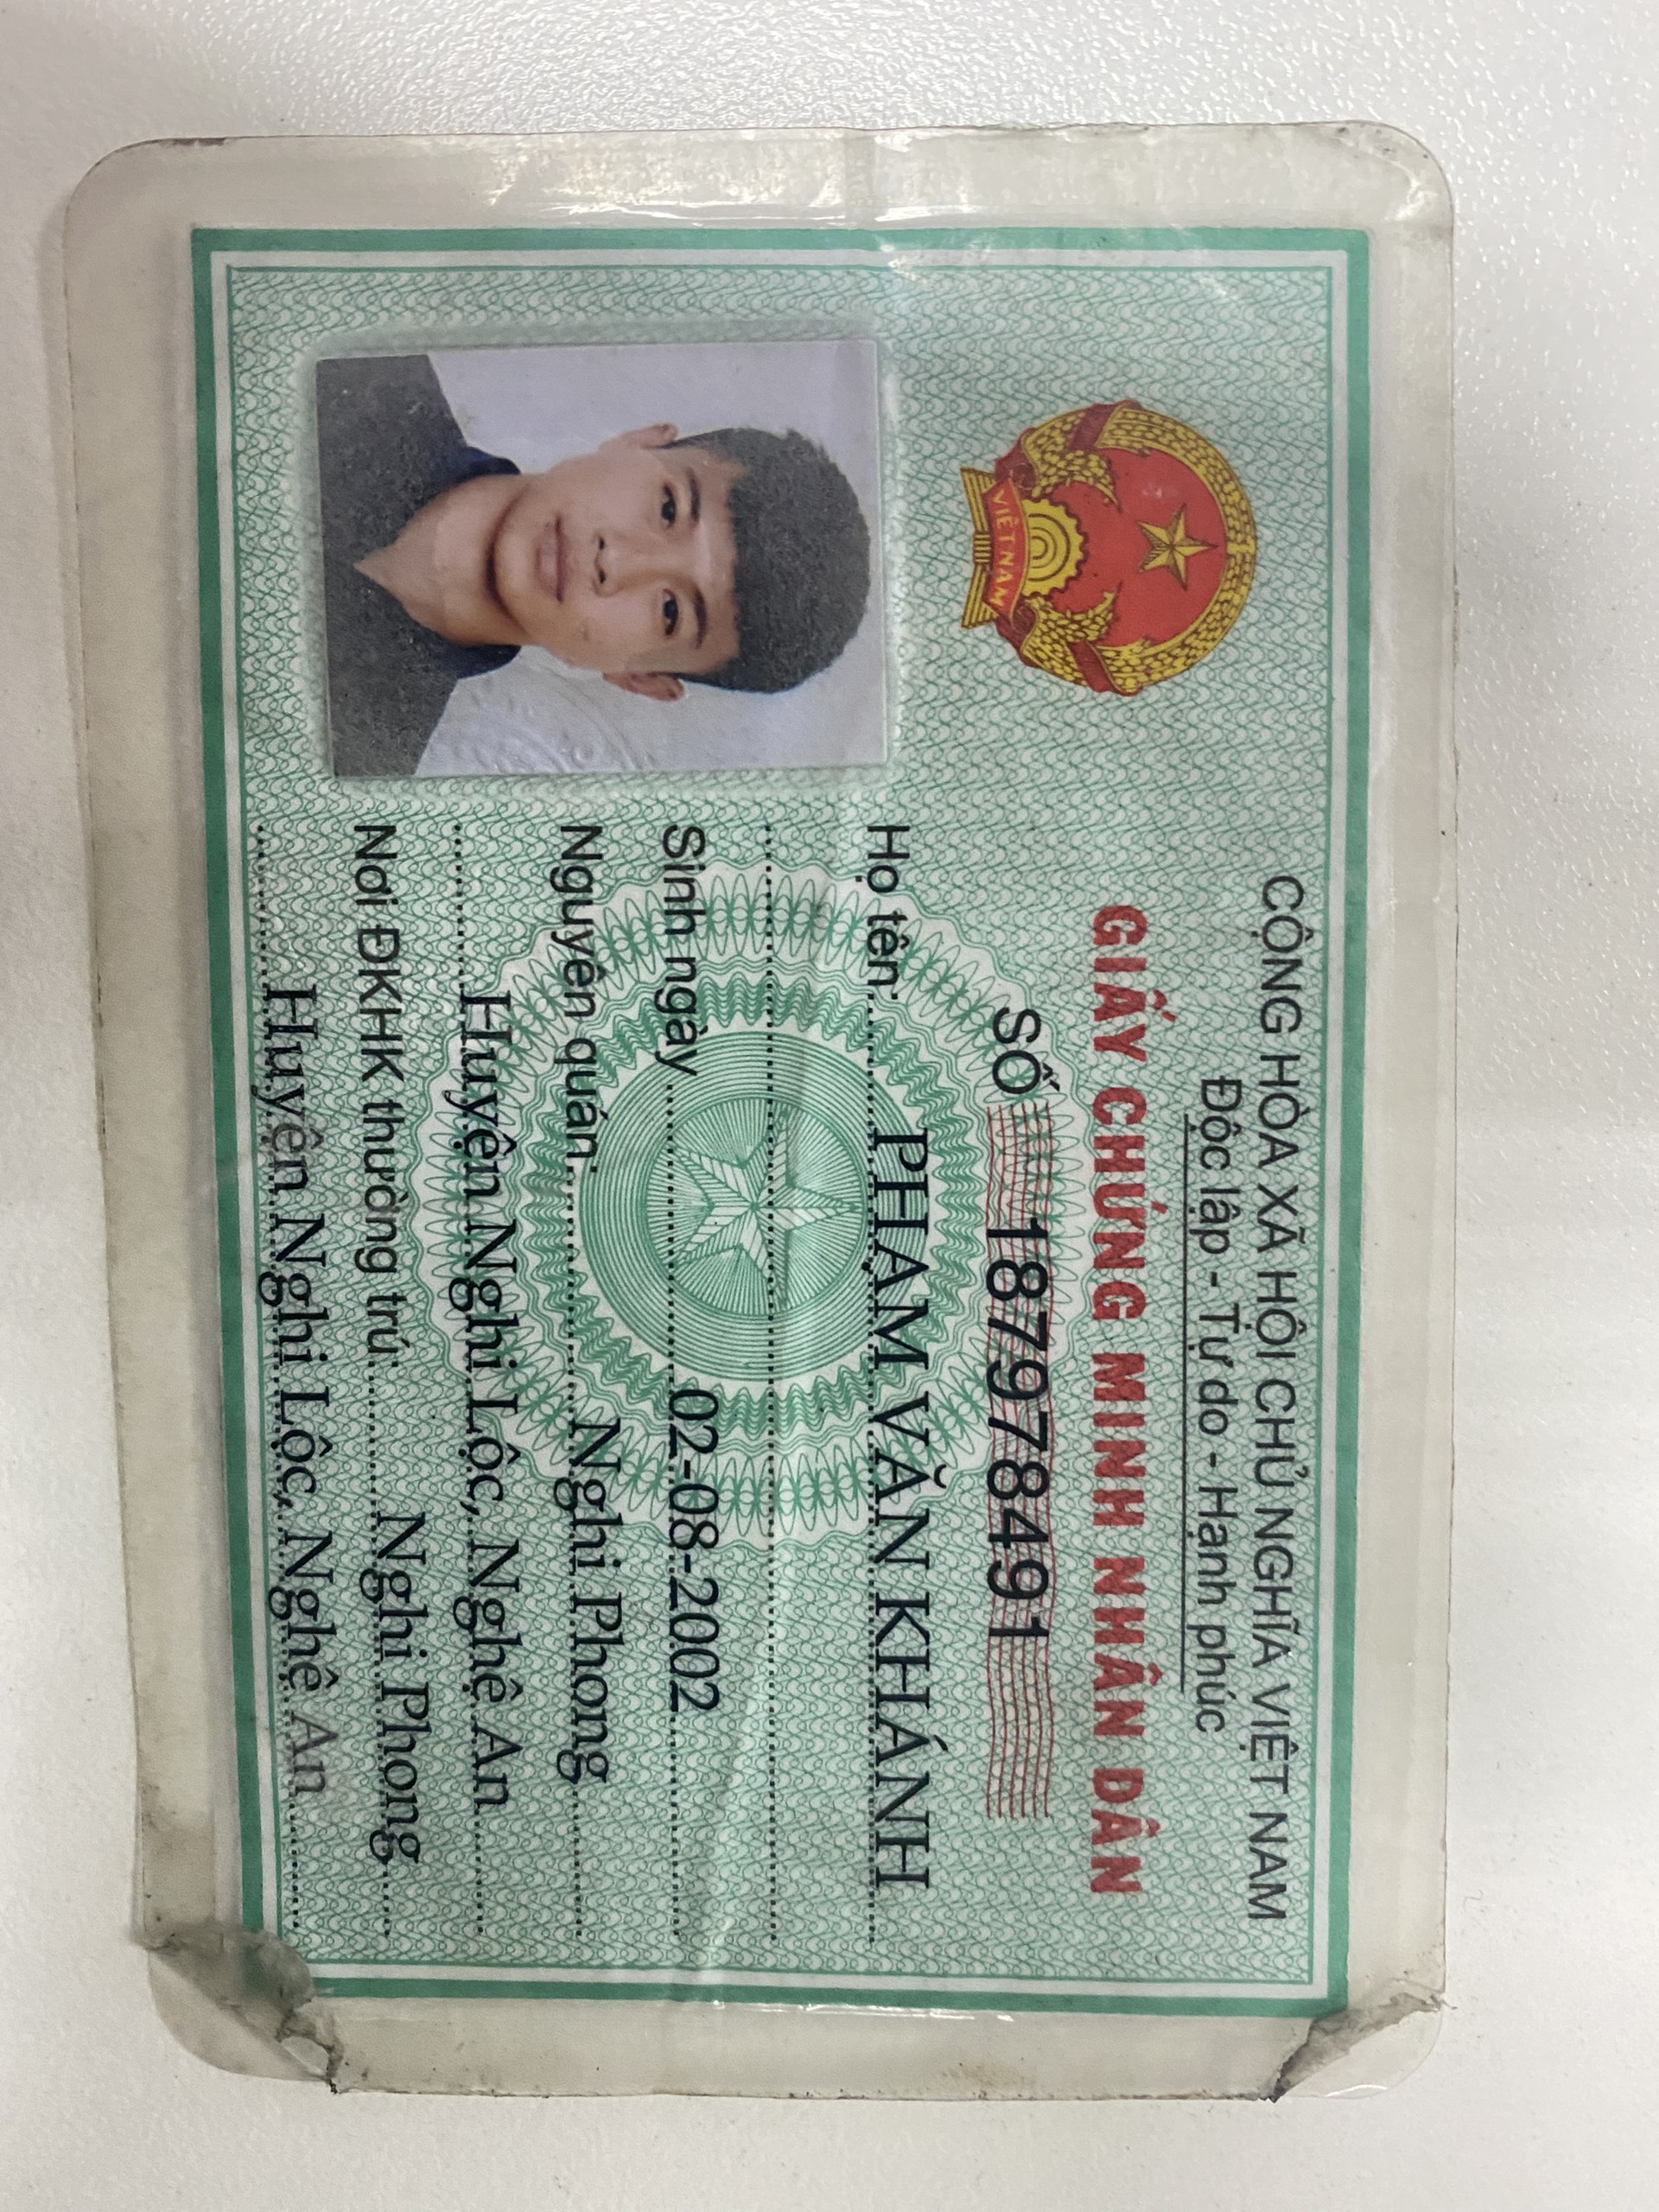 CỘNG HÒA XÃ HỘI CHỦ NGHĨA VIỆT NAM
Độc lập - Tự do - Hạnh phúc
GIẤY CHỨNG MINH NHÂN DÂN
SỐ 187978491
Họ tên: PHẠM VĂN KHÁNH
Sinh ngày 02-08-2002
Nguyên quán: Nghi Phong
Huyện Nghi Lộc, Nghệ An
Nơi ĐKHK thường trú: Nghi Phong
Huyện Nghi Lộc, Nghệ An
VIỆT NAM